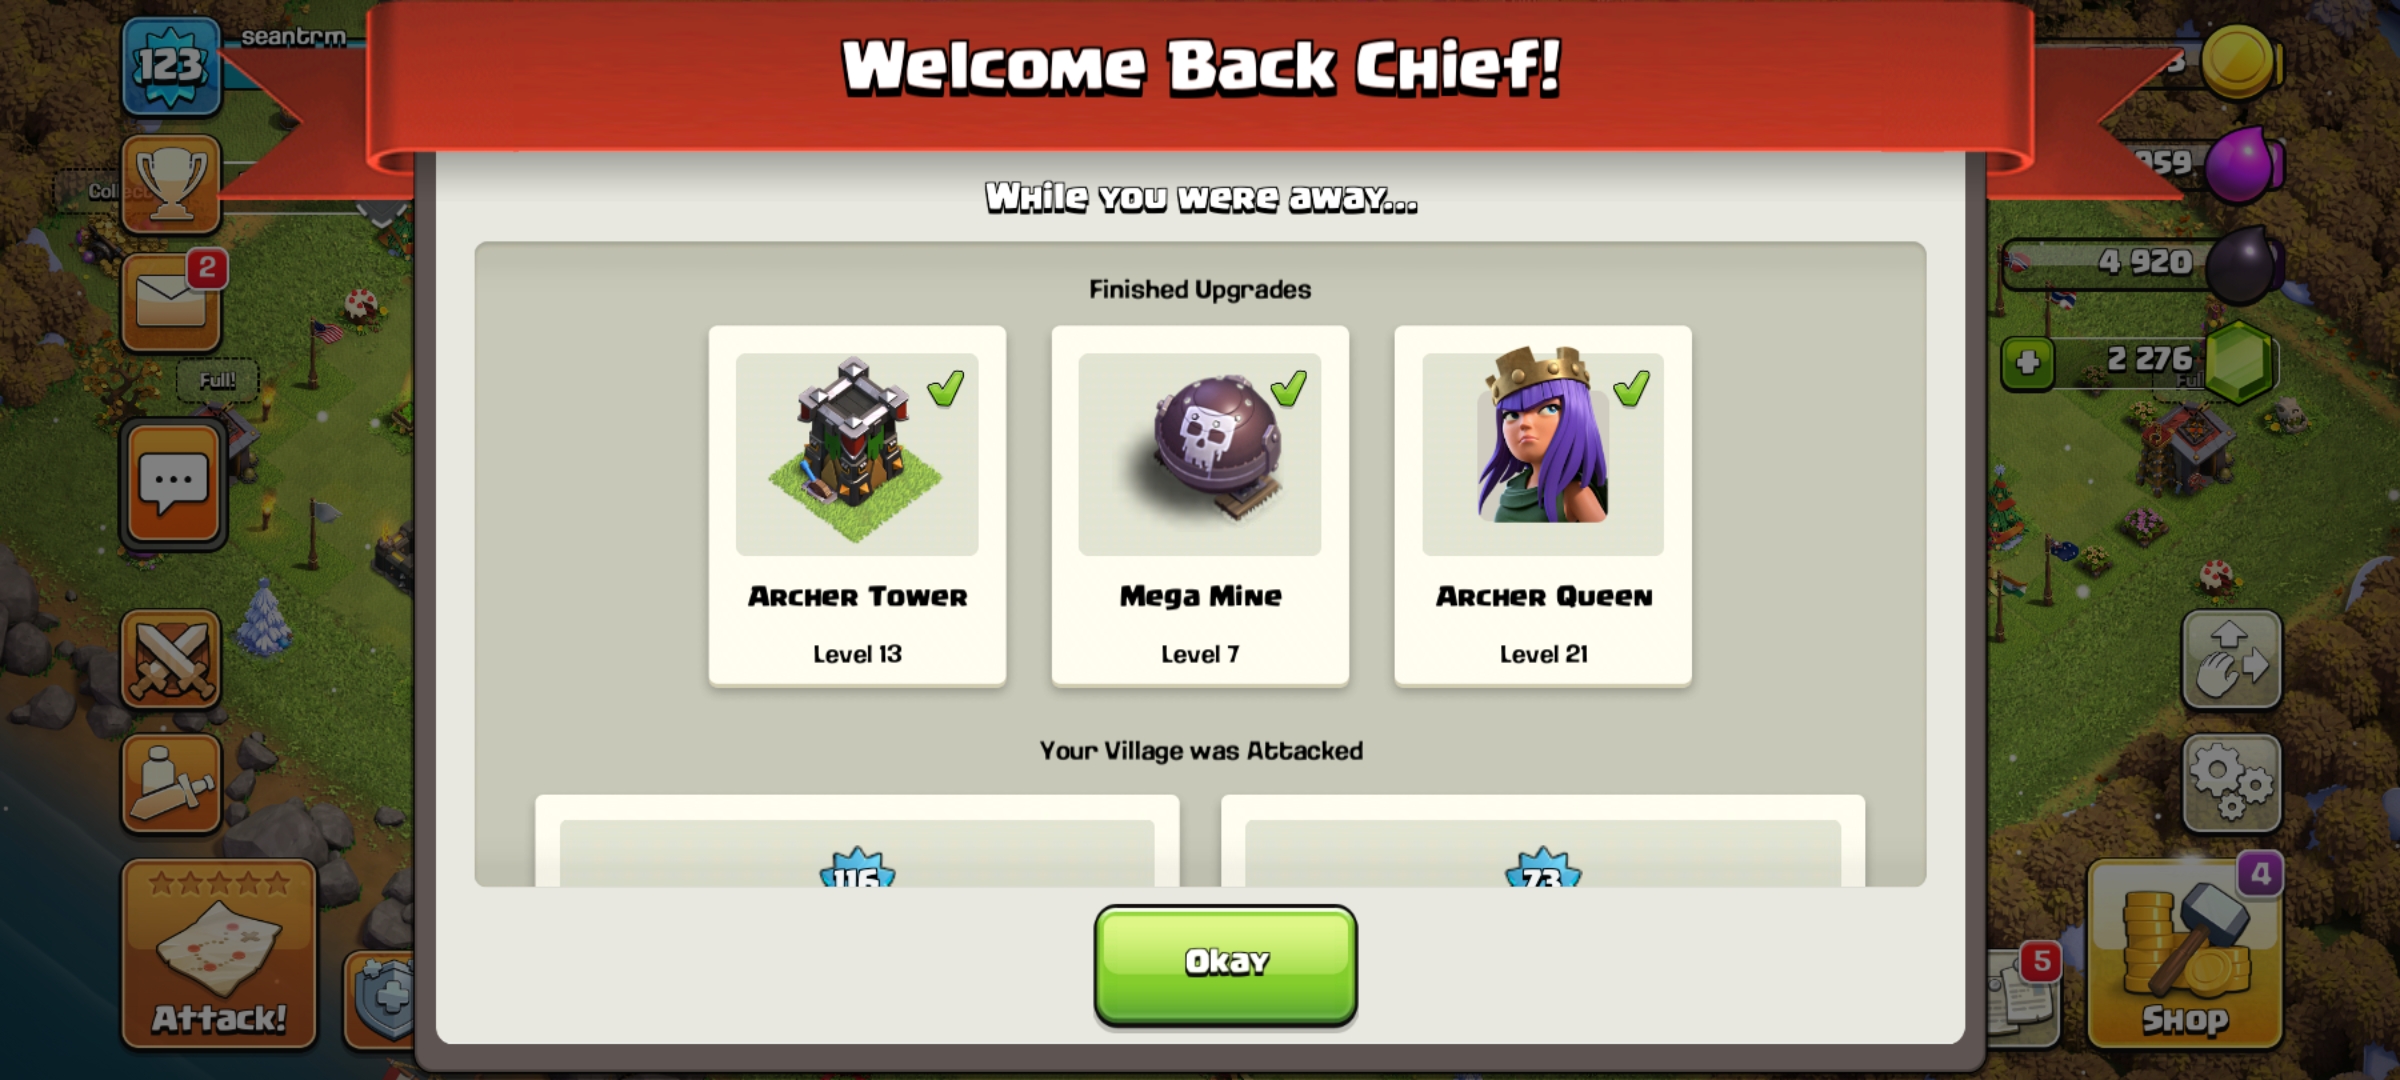 123
seantrm
Welcome Back Chief!
3
While you were away...
959
2
Finished Upgrades
4 920
Full!
2 276
Archer Tower
Level 13
Mega Mine
Level 7
Archer Queen
Level 21
Your Village was Attacked
116
73
4
Okay
5
Attack!
Shop